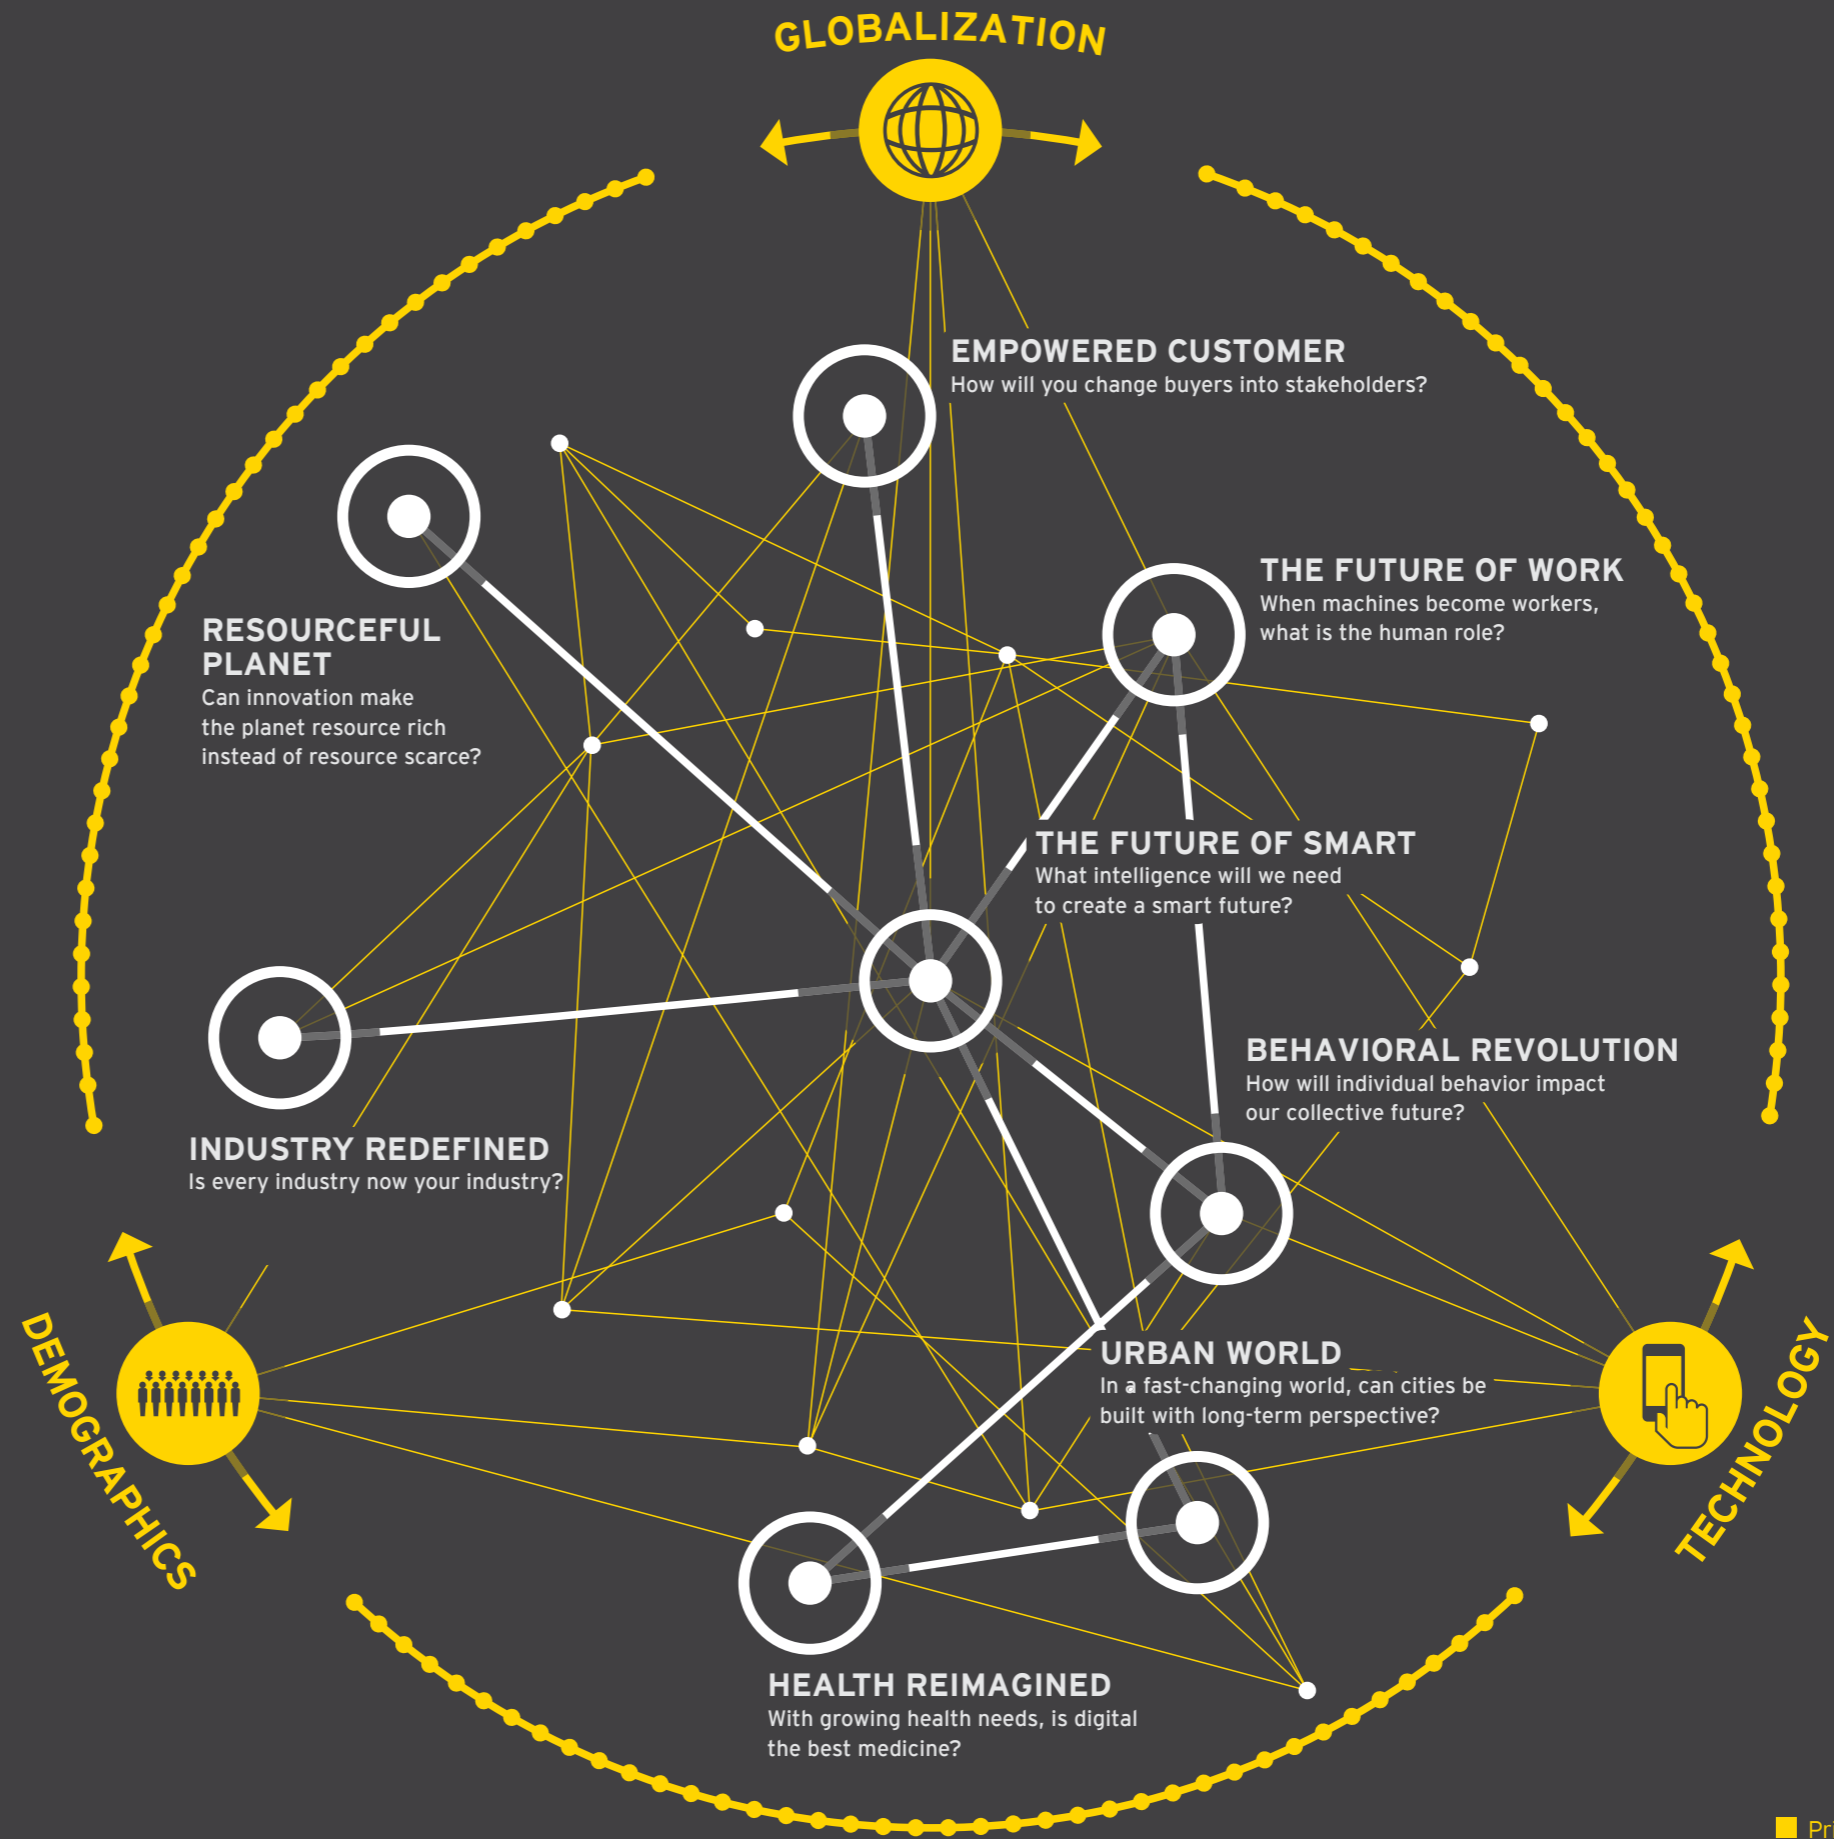 GLOBALIZATION
EMPOWERED CUSTOMER
How will you change buyers into stakeholders?
THE FUTURE OF WORK
When machines become workers,
what is the human role?
RESOURCEFUL
PLANET
Can innovation make
the planet resource rich
instead of resource scarce?
THE FUTURE OF SMART
What intelligence will we need
to create a smart future?
BEHAVIORAL REVOLUTION
How will individual behavior impact
our collective future?
INDUSTRY REDEFINED
Is every industry now your industry?
DEMOGRAPHICS
TECHNOLOGY
URBAN WORLD
In a fast-changing world, can cities be
built with long-term perspective?
HEALTH REIMAGINED
With growing health needs, is digital
the best medicine?